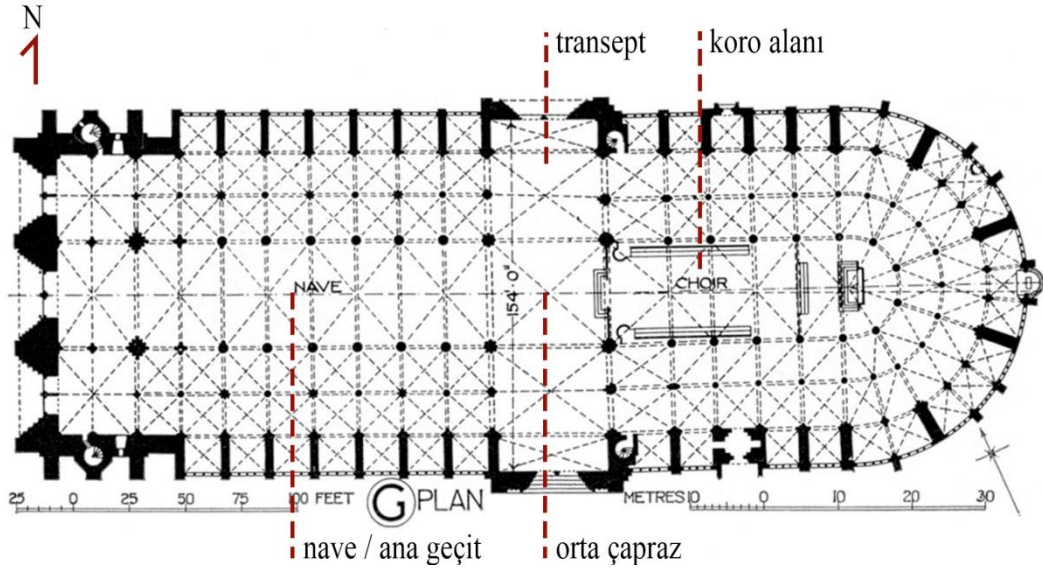 N
transept
koro alanı
NAVE
154'.0"
CHOIR
25 0 25 50 75 100 FEET
G PLAN
METRES 10 0 10 20 30
nave / ana geçit
orta çapraz